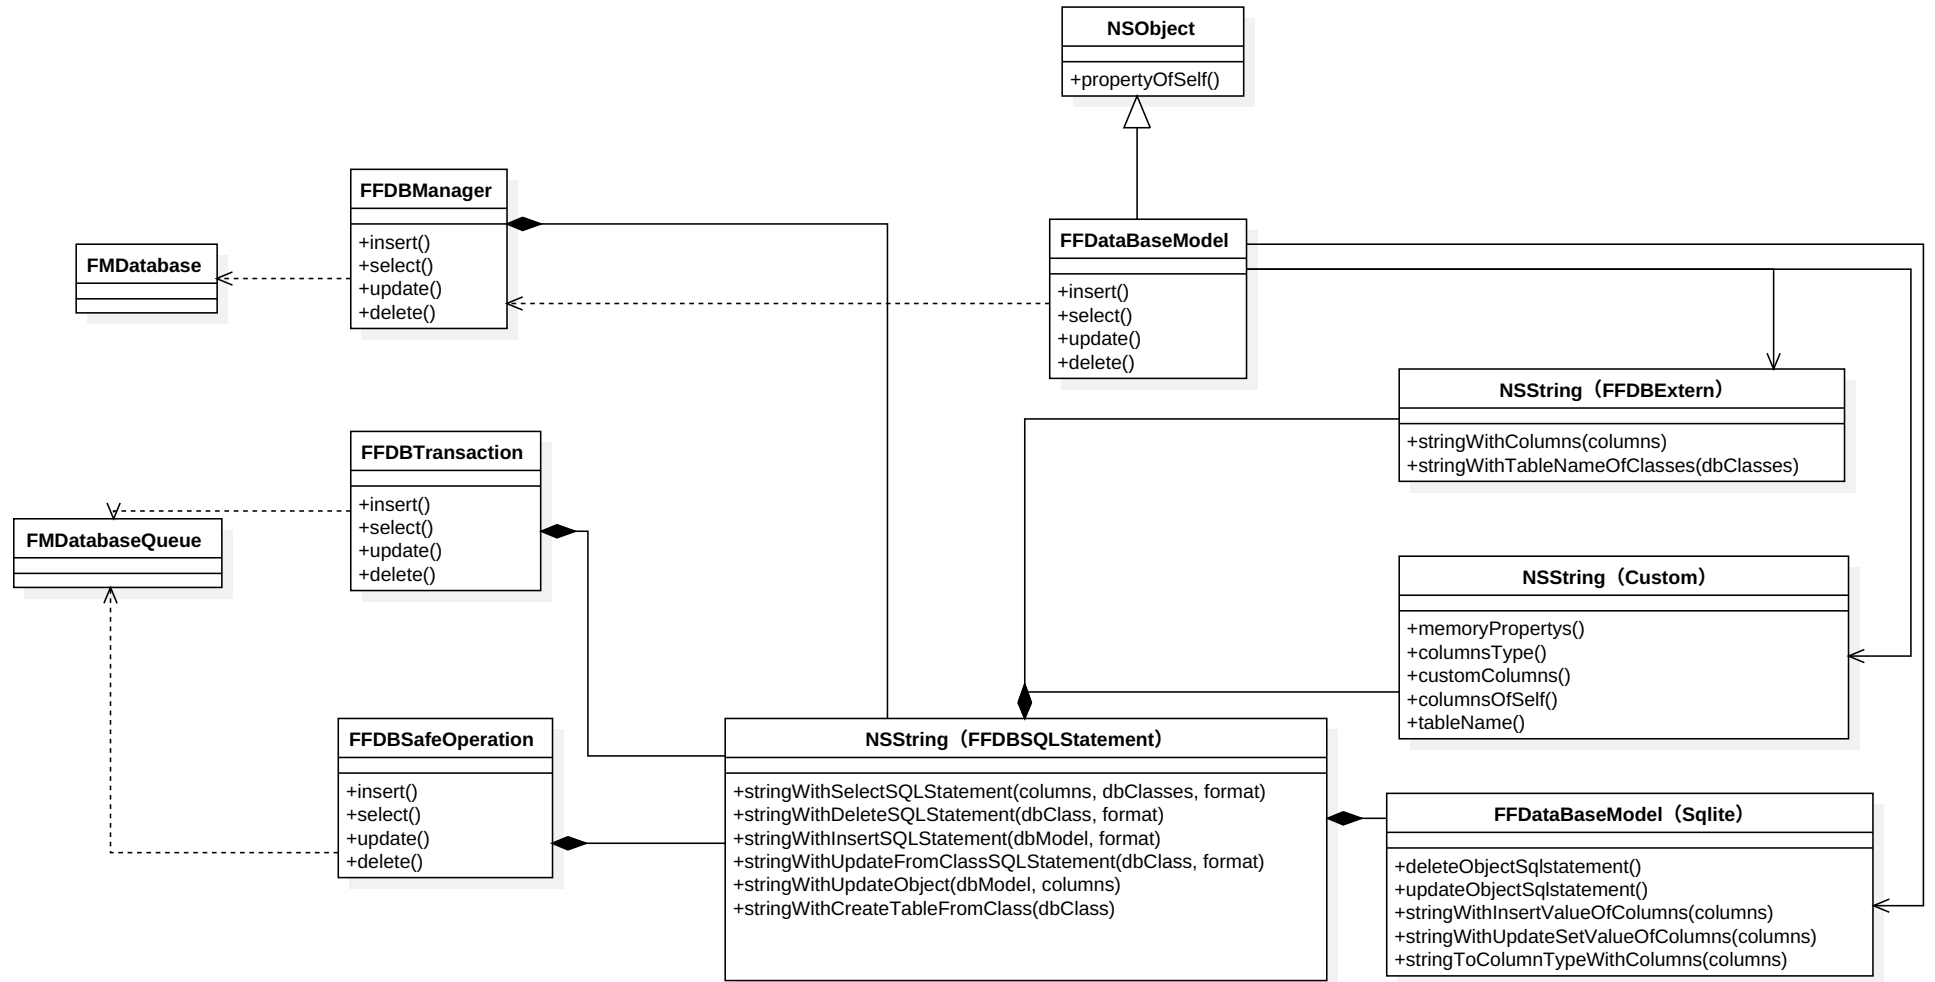 NSObject
+propertyOfSelf()
FFDBManager
+insert()
+select()
+update()
+delete()
FMDatabase
FFDataBaseModel
+insert()
+select()
+update()
+delete()
NSString（FFDBExtern）
+stringWithColumns(columns)
+stringWithTableNameOfClasses(dbClasses)
FFDBTransaction
+insert()
+select()
+update()
+delete()
FMDatabaseQueue
NSString（Custom）
+memoryPropertys()
+columnsType()
+customColumns()
+columnsOfSelf()
+tableName()
FFDBSafeOperation
+insert()
+select()
+update()
+delete()
NSString（FFDBSQLStatement）
+stringWithSelectSQLStatement(columns, dbClasses, format)
+stringWithDeleteSQLStatement(dbClass, format)
+stringWithInsertSQLStatement(dbModel, format)
+stringWithUpdateFromClassSQLStatement(dbClass, format)
+stringWithUpdateObject(dbModel, columns)
+stringWithCreateTableFromClass(dbClass)
FFDataBaseModel（Sqlite）
+deleteObjectSqlstatement()
+updateObjectSqlstatement()
+stringWithInsertValueOfColumns(columns)
+stringWithUpdateSetValueOfColumns(columns)
+stringToColumnTypeWithColumns(columns)